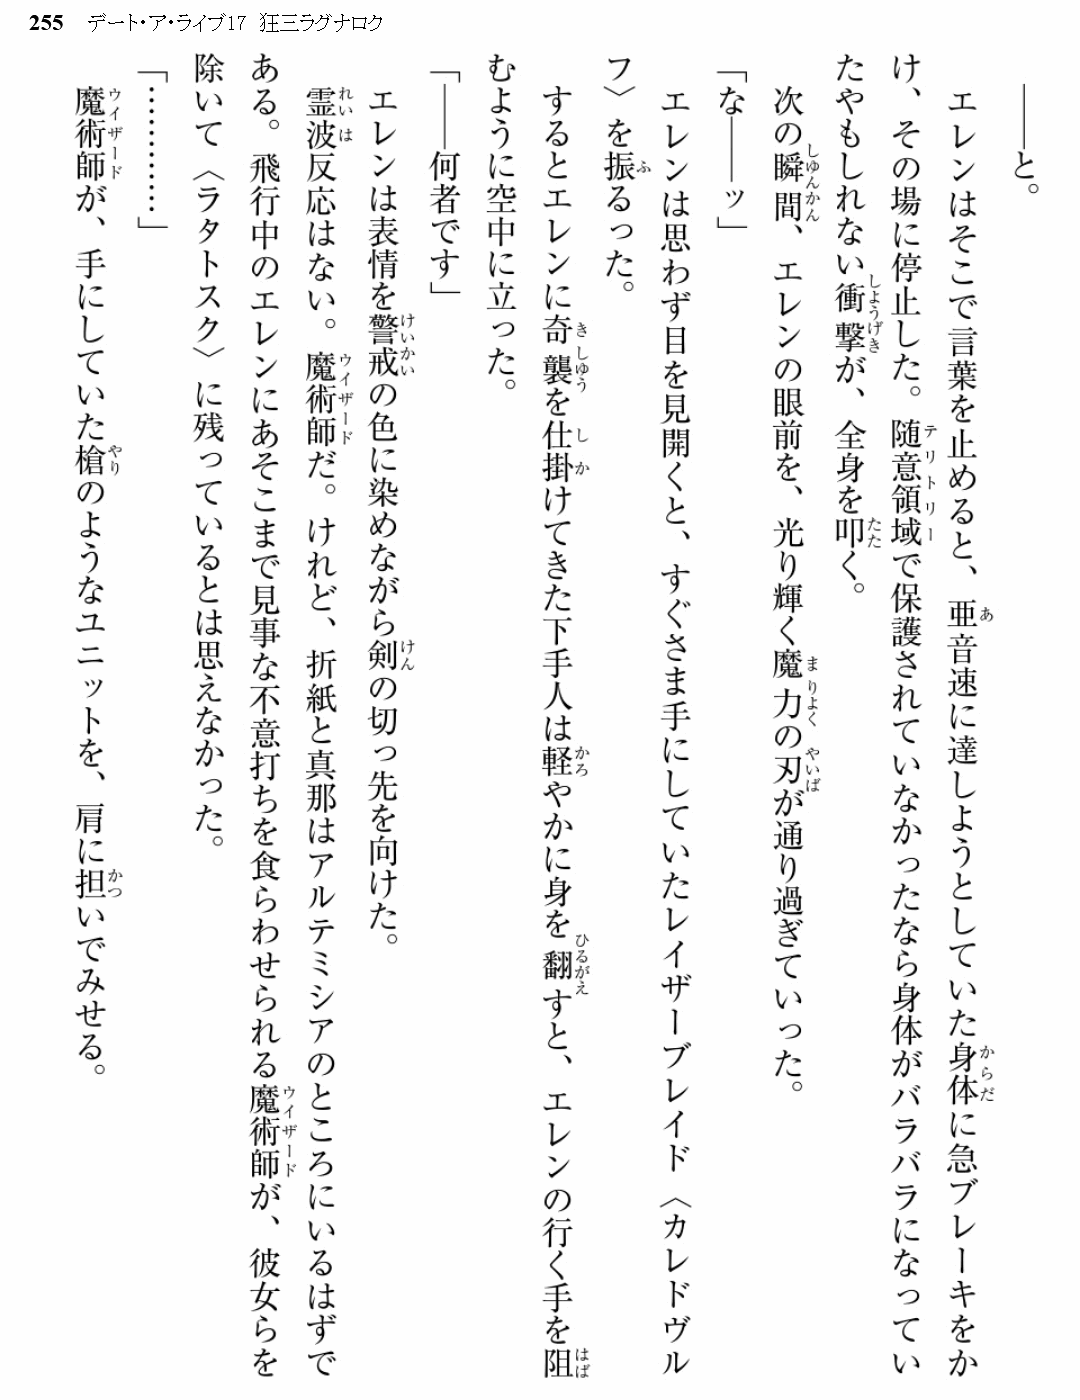 255 デート・ア・ライブ17 狂三ラグナロク
――と。
エレンはそこで言葉を止めると、亜音速に達しようとしていた身体に急ブレーキをか
け、その場に停止した。随意領域で保護されていなかったなら身体がバラバラになってい
たやもしれない衝撃が、全身を叩く。
次の瞬間、エレンの眼前を、光り輝く魔力の刃が通り過ぎていった。
「な――ッ」
エレンは思わず目を見開くと、すぐさま手にしていたレイザーブレイド〈カレドヴル
フ〉を振るった。
するとエレンに奇襲を仕掛けてきた下手人は軽やかに身を翻すと、エレンの行く手を阻
むように空中に立った。
「――何者です」
エレンは表情を警戒の色に染めながら剣の切っ先を向けた。
霊波反応はない。魔術師だ。けれど、折紙と真那はアルテミシアのところにいるはずで
ある。飛行中のエレンにあそこまで見事な不意打ちを食らわせられる魔術師が、彼女らを
除いて〈ラタトスク〉に残っているとは思えなかった。
「…………」
魔術師が、手にしていた槍のようなユニットを、肩に担いでみせる。